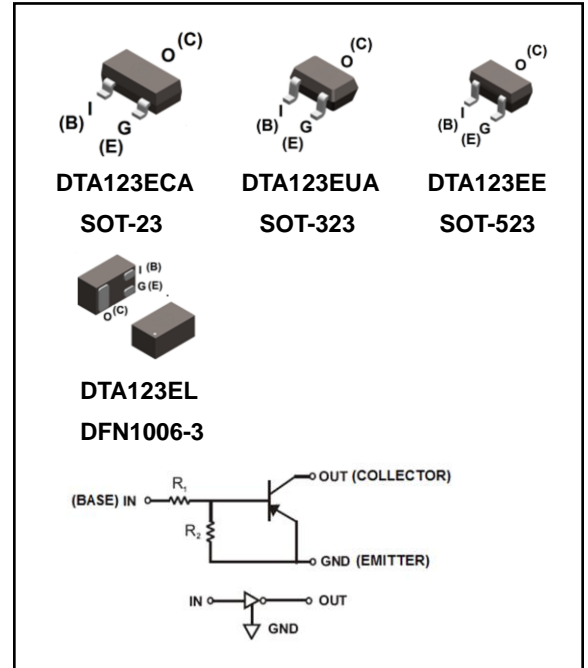 O (C)
(B) I
G
(E)
DTA123ECA
SOT-23
O (C)
(B) I
G
(E)
DTA123EUA
SOT-323
O (C)
(B) I
G
(E)
DTA123EE
SOT-523
I (B)
G (E)
O (C)
DTA123EL
DFN1006-3
R1
OUT (COLLECTOR)
(BASE) IN
R2
GND (EMITTER)
IN
OUT
GND